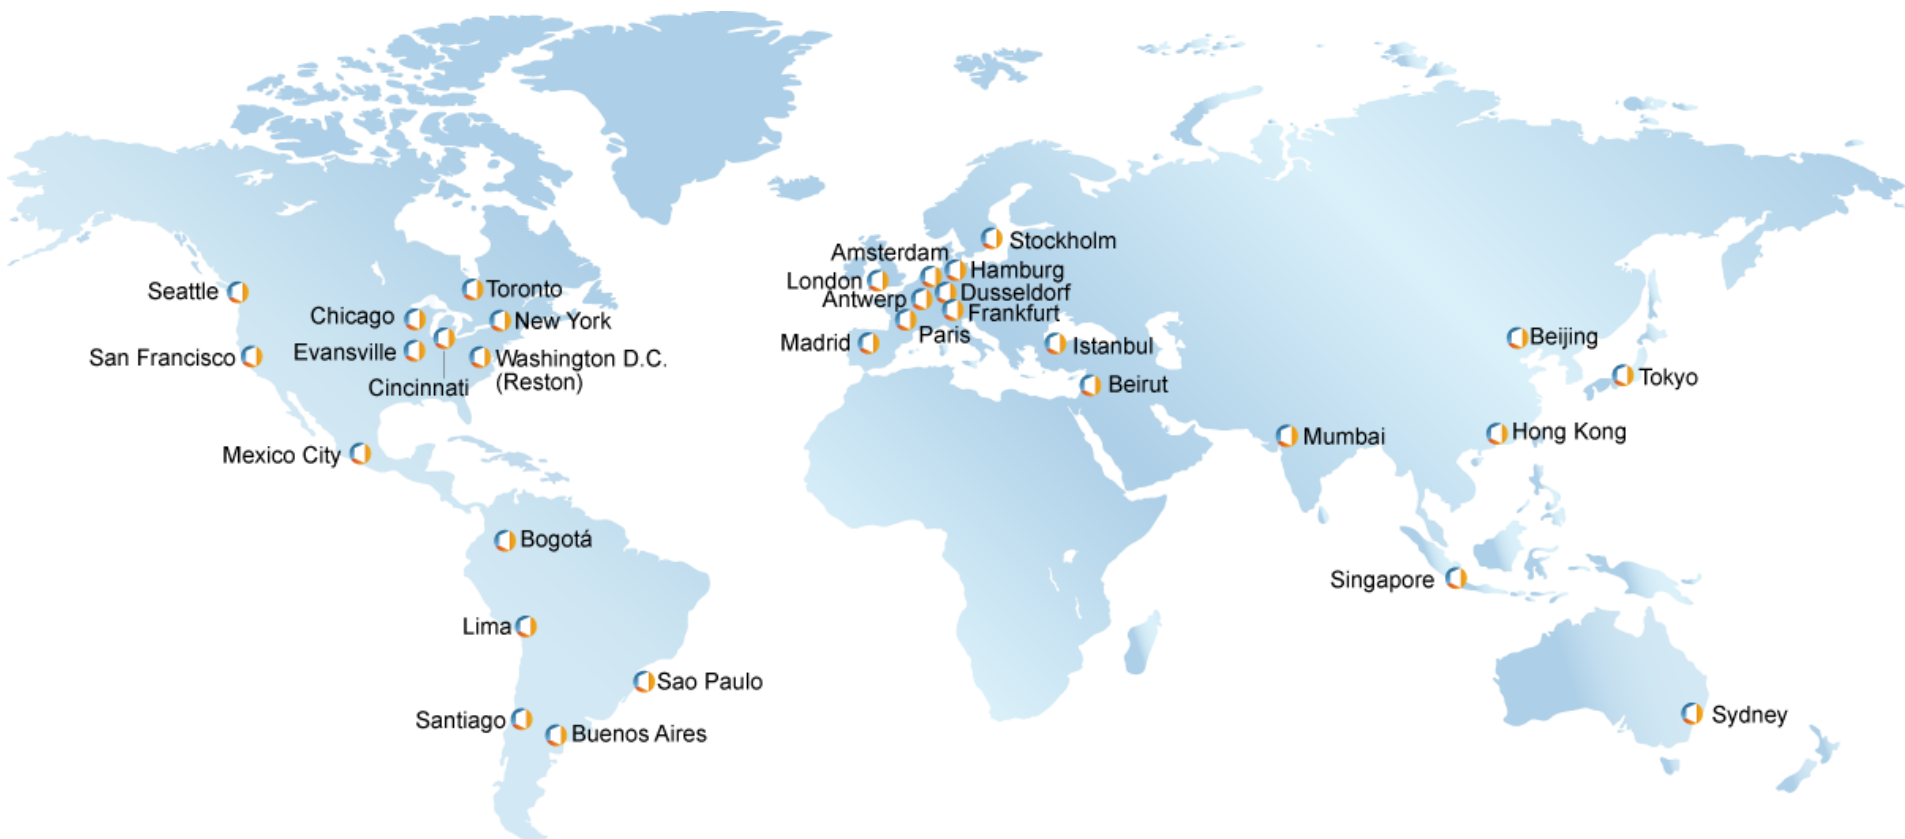 Stockholm
Amsterdam
Hamburg
London
Dusseldorf
Antwerp
Frankfurt
Paris
Madrid
Istanbul
Beirut
Seattle
Toronto
Chicago
New York
Evansville
San Francisco
Washington D.C.
(Reston)
Cincinnati
Mexico City
Bogotá
Lima
Sao Paulo
Santiago
Buenos Aires
Beijing
Tokyo
Mumbai
Hong Kong
Singapore
Sydney